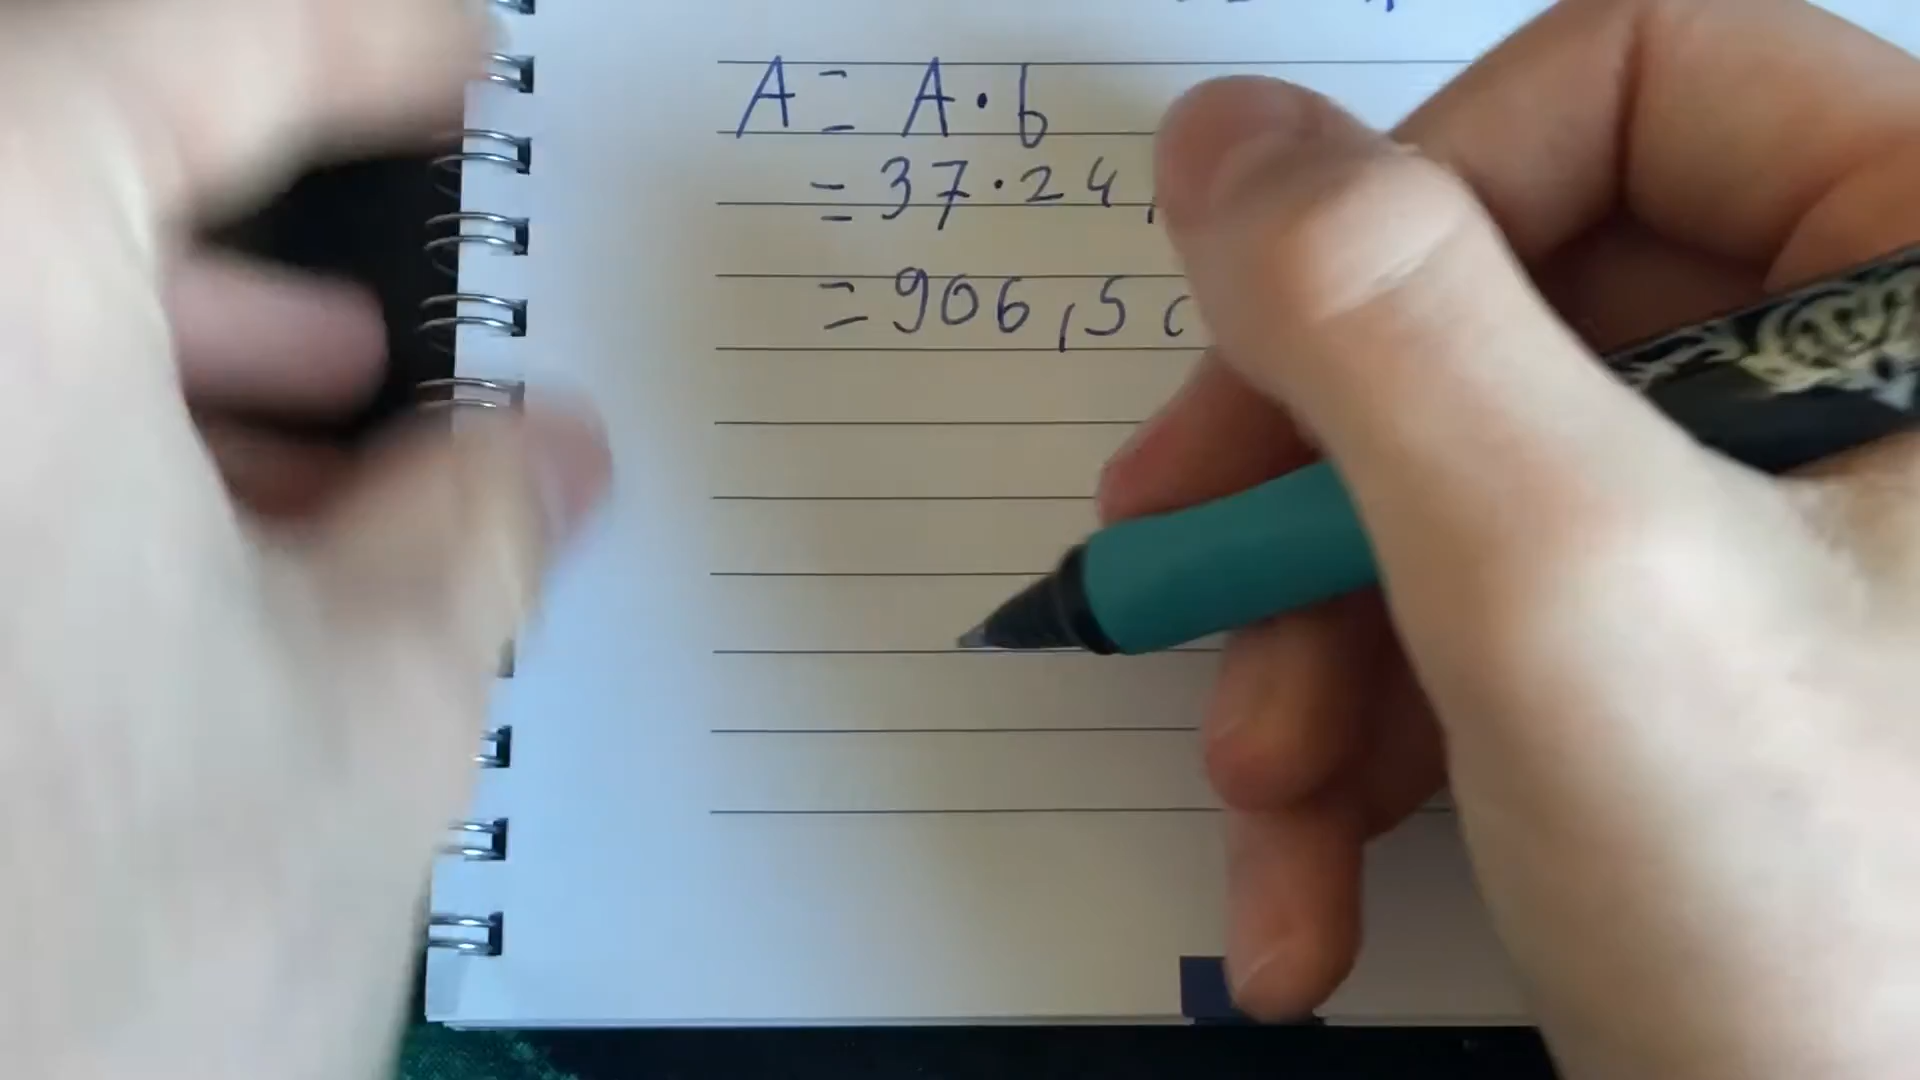 A = A · b
= 37 · 24,
= 906,5 c